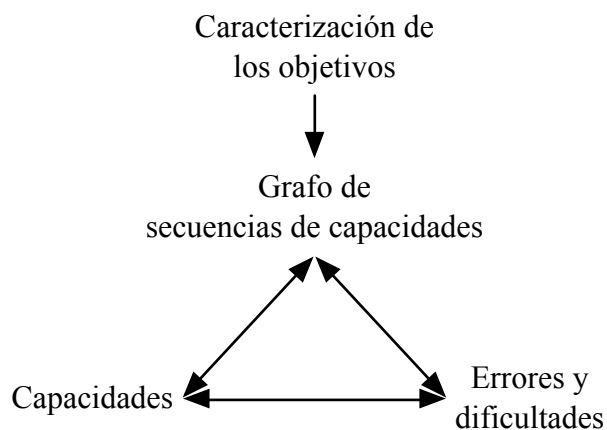 Caracterización de
los objetivos
Grafo de
secuencias de capacidades
Capacidades
Errores y
dificultades